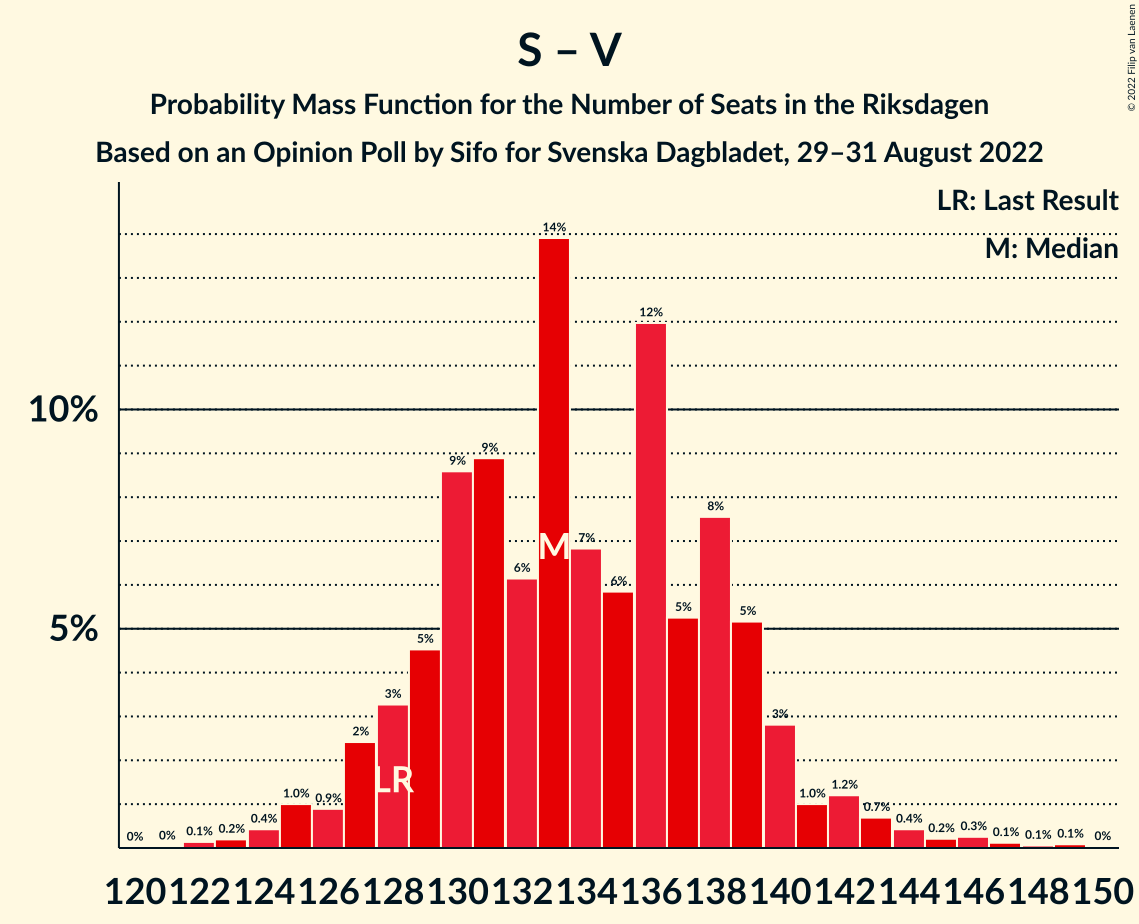 © 2022 Filip van Laenen
S – V
Probability Mass Function for the Number of Seats in the Riksdagen
Based on an Opinion Poll by Sifo for Svenska Dagbladet, 29–31 August 2022
LR: Last Result
M: Median
10%
5%
0% 0% 0.1% 0.2% 0.4% 1.0% 0.9% 2% 3% 5% 9% 9% 6% 14% 7% 6% 12% 5% 8% 5% 3% 1.0% 1.2% 0.7% 0.4% 0.2% 0.3% 0.1% 0.1% 0.1% 0%
LR
M
120 122 124 126 128 130 132 134 136 138 140 142 144 146 148 150